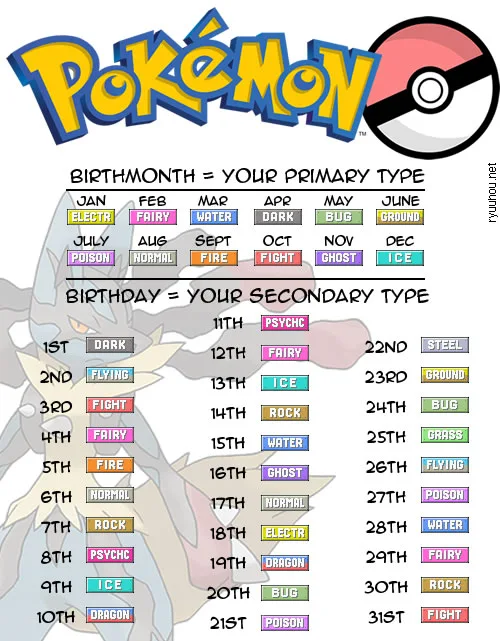 POKéMON
TM
ryuuhou.net
BIRTHMONTH = YOUR PRIMARY TYPE
JAN FEB MAR APR MAY JUNE
ELECTR FAIRY WATER DARK BUG GROUND
JULY AUG SEPT OCT NOV DEC
POISON NORMAL FIRE FIGHT GHOST ICE
BIRTHDAY = YOUR SECONDARY TYPE
1ST DARK
2ND FLYING
3RD FIGHT
4TH FAIRY
5TH FIRE
6TH NORMAL
7TH ROCK
8TH PSYCHC
9TH ICE
10TH DRAGON
11TH PSYCHC
12TH FAIRY
13TH ICE
14TH ROCK
15TH WATER
16TH GHOST
17TH NORMAL
18TH ELECTR
19TH DRAGON
20TH BUG
21ST POISON
22ND STEEL
23RD GROUND
24TH BUG
25TH GRASS
26TH FLYING
27TH POISON
28TH WATER
29TH FAIRY
30TH ROCK
31ST FIGHT